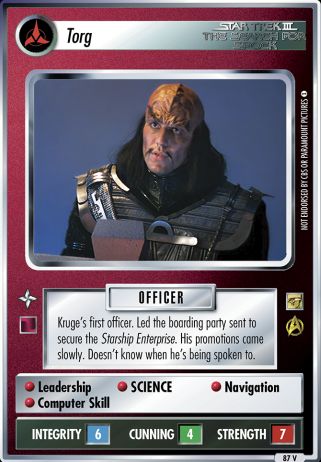 Torg
STAR TREK III
THE SEARCH FOR
SPOCK
NOT ENDORSED BY CBS OR PARAMOUNT PICTURES
OFFICER
Kruge's first officer. Led the boarding party sent to
secure the Starship Enterprise. His promotions came
slowly. Doesn't know when he's being spoken to.
Leadership SCIENCE Navigation
Computer Skill
INTEGRITY 6 CUNNING 4 STRENGTH 7
87 V